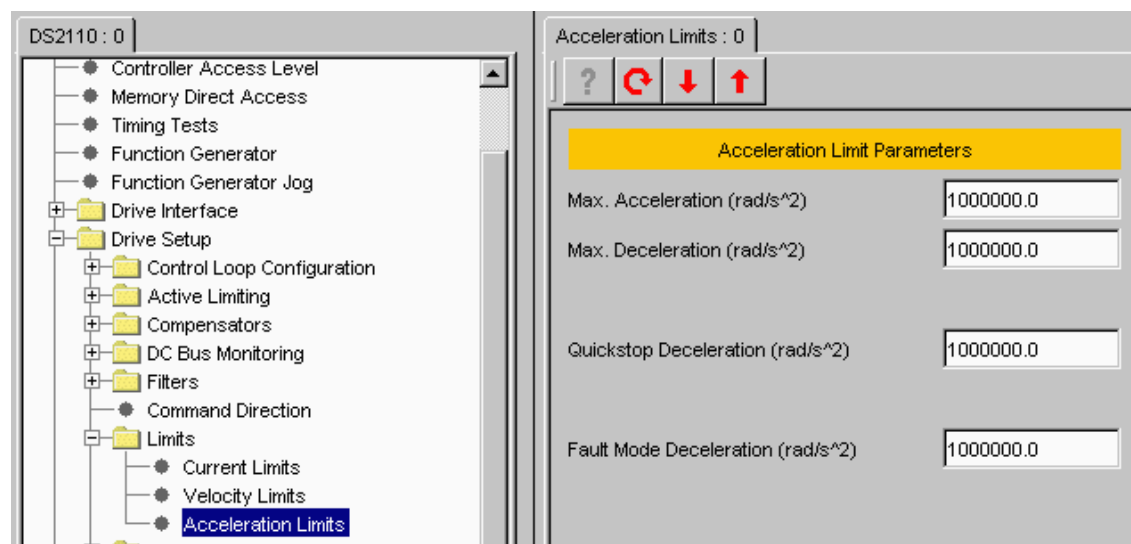 DS2110 : 0
Controller Access Level
Memory Direct Access
Timing Tests
Function Generator
Function Generator Jog
Drive Interface
Drive Setup
Control Loop Configuration
Active Limiting
Compensators
DC Bus Monitoring
Filters
Command Direction
Limits
Current Limits
Velocity Limits
Acceleration Limits
Acceleration Limits : 0
?
Acceleration Limit Parameters
Max. Acceleration (rad/s^2) 1000000.0
Max. Deceleration (rad/s^2) 1000000.0
Quickstop Deceleration (rad/s^2) 1000000.0
Fault Mode Deceleration (rad/s^2) 1000000.0